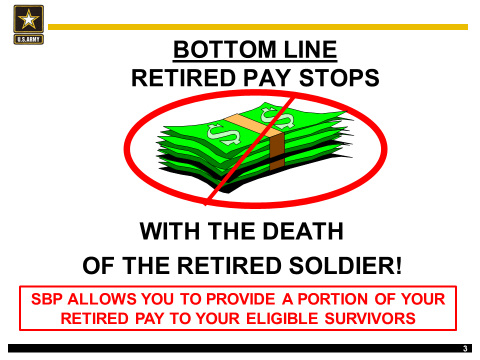 U.S.ARMY
BOTTOM LINE
RETIRED PAY STOPS
$ $
WITH THE DEATH
OF THE RETIRED SOLDIER!
SBP ALLOWS YOU TO PROVIDE A PORTION OF YOUR
RETIRED PAY TO YOUR ELIGIBLE SURVIVORS
3